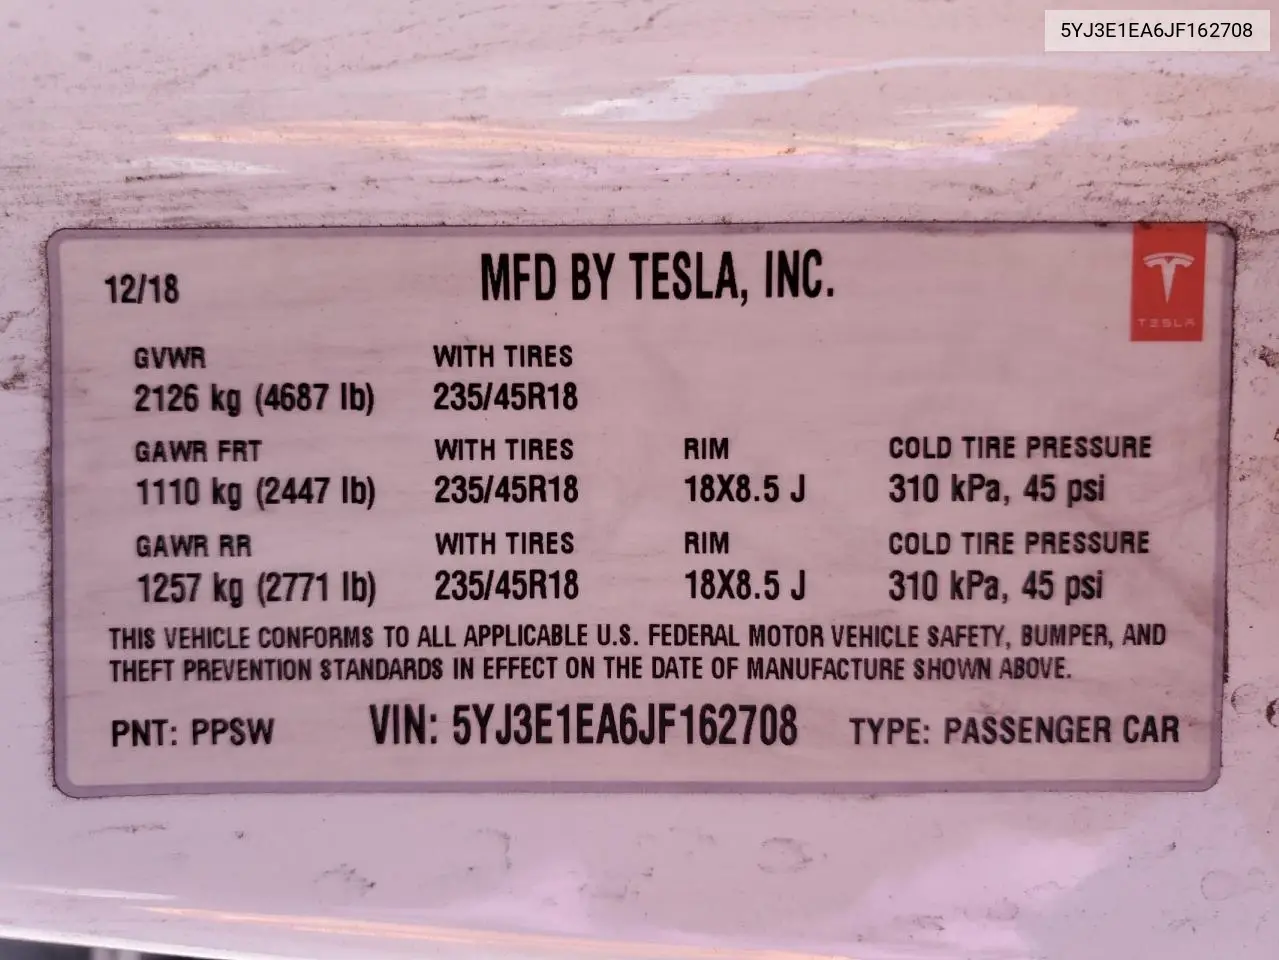 5YJ3E1EA6JF162708
12/18 MFD BY TESLA, INC.
TESLA
GVWR WITH TIRES
2126 kg (4687 lb) 235/45R18
GAWR FRT WITH TIRES RIM COLD TIRE PRESSURE
1110 kg (2447 lb) 235/45R18 18X8.5 J 310 kPa, 45 psi
GAWR RR WITH TIRES RIM COLD TIRE PRESSURE
1257 kg (2771 lb) 235/45R18 18X8.5 J 310 kPa, 45 psi
THIS VEHICLE CONFORMS TO ALL APPLICABLE U.S. FEDERAL MOTOR VEHICLE SAFETY, BUMPER, AND
THEFT PREVENTION STANDARDS IN EFFECT ON THE DATE OF MANUFACTURE SHOWN ABOVE.
PNT: PPSW VIN: 5YJ3E1EA6JF162708 TYPE: PASSENGER CAR